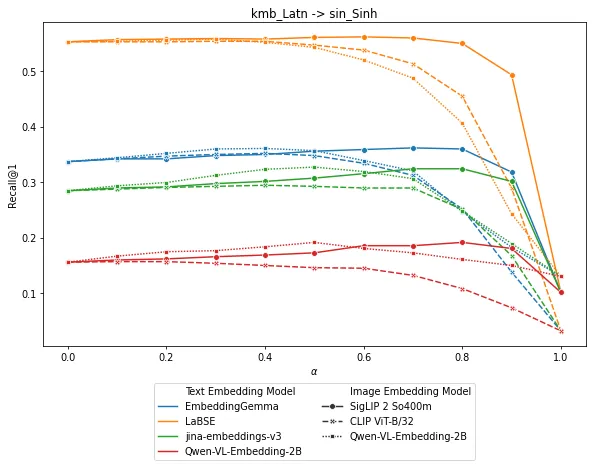 kmb_Latn -> sin_Sinh
Recall@1
0.5
0.4
0.3
0.2
0.1
0.0
0.2
0.4
0.6
0.8
1.0
α
Text Embedding Model
EmbeddingGemma
LaBSE
jina-embeddings-v3
Qwen-VL-Embedding-2B
Image Embedding Model
SigLIP 2 So400m
CLIP ViT-B/32
Qwen-VL-Embedding-2B